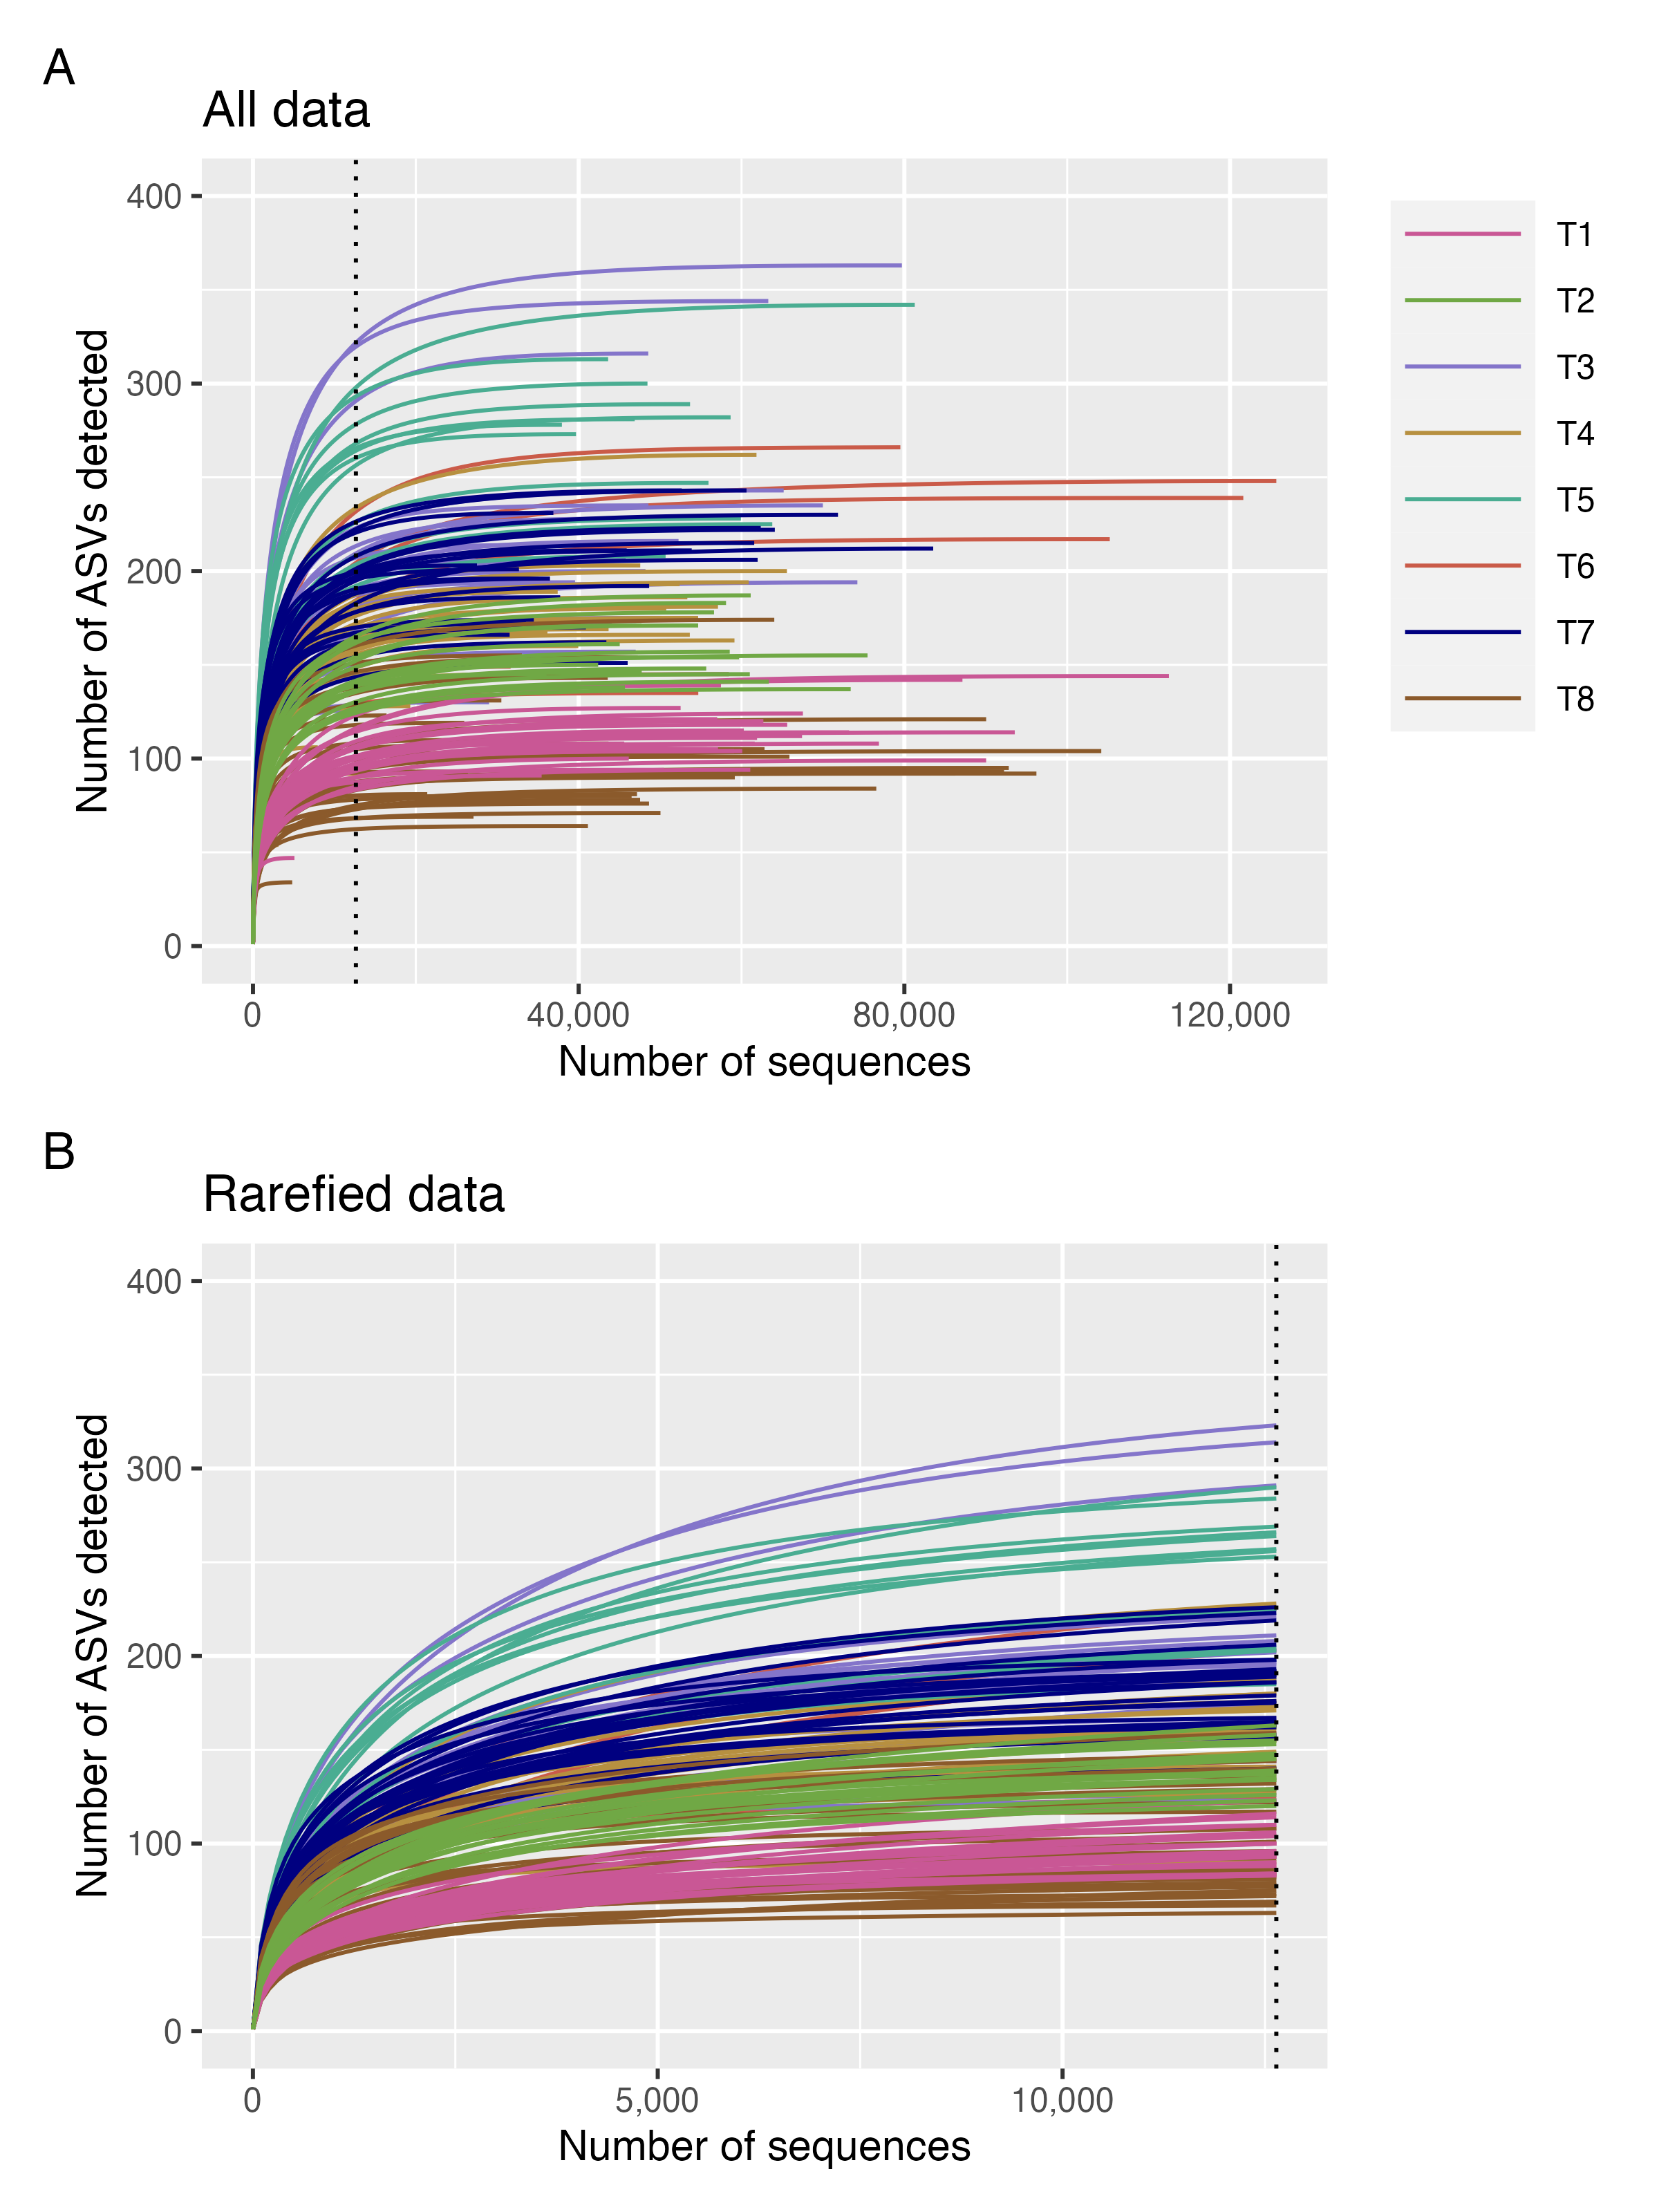 A
All data
Number of ASVs detected
400
300
200
100
0
0 40,000 80,000 120,000
Number of sequences
T1
T2
T3
T4
T5
T6
T7
T8
B
Rarefied data
Number of ASVs detected
400
300
200
100
0
0 5,000 10,000
Number of sequences